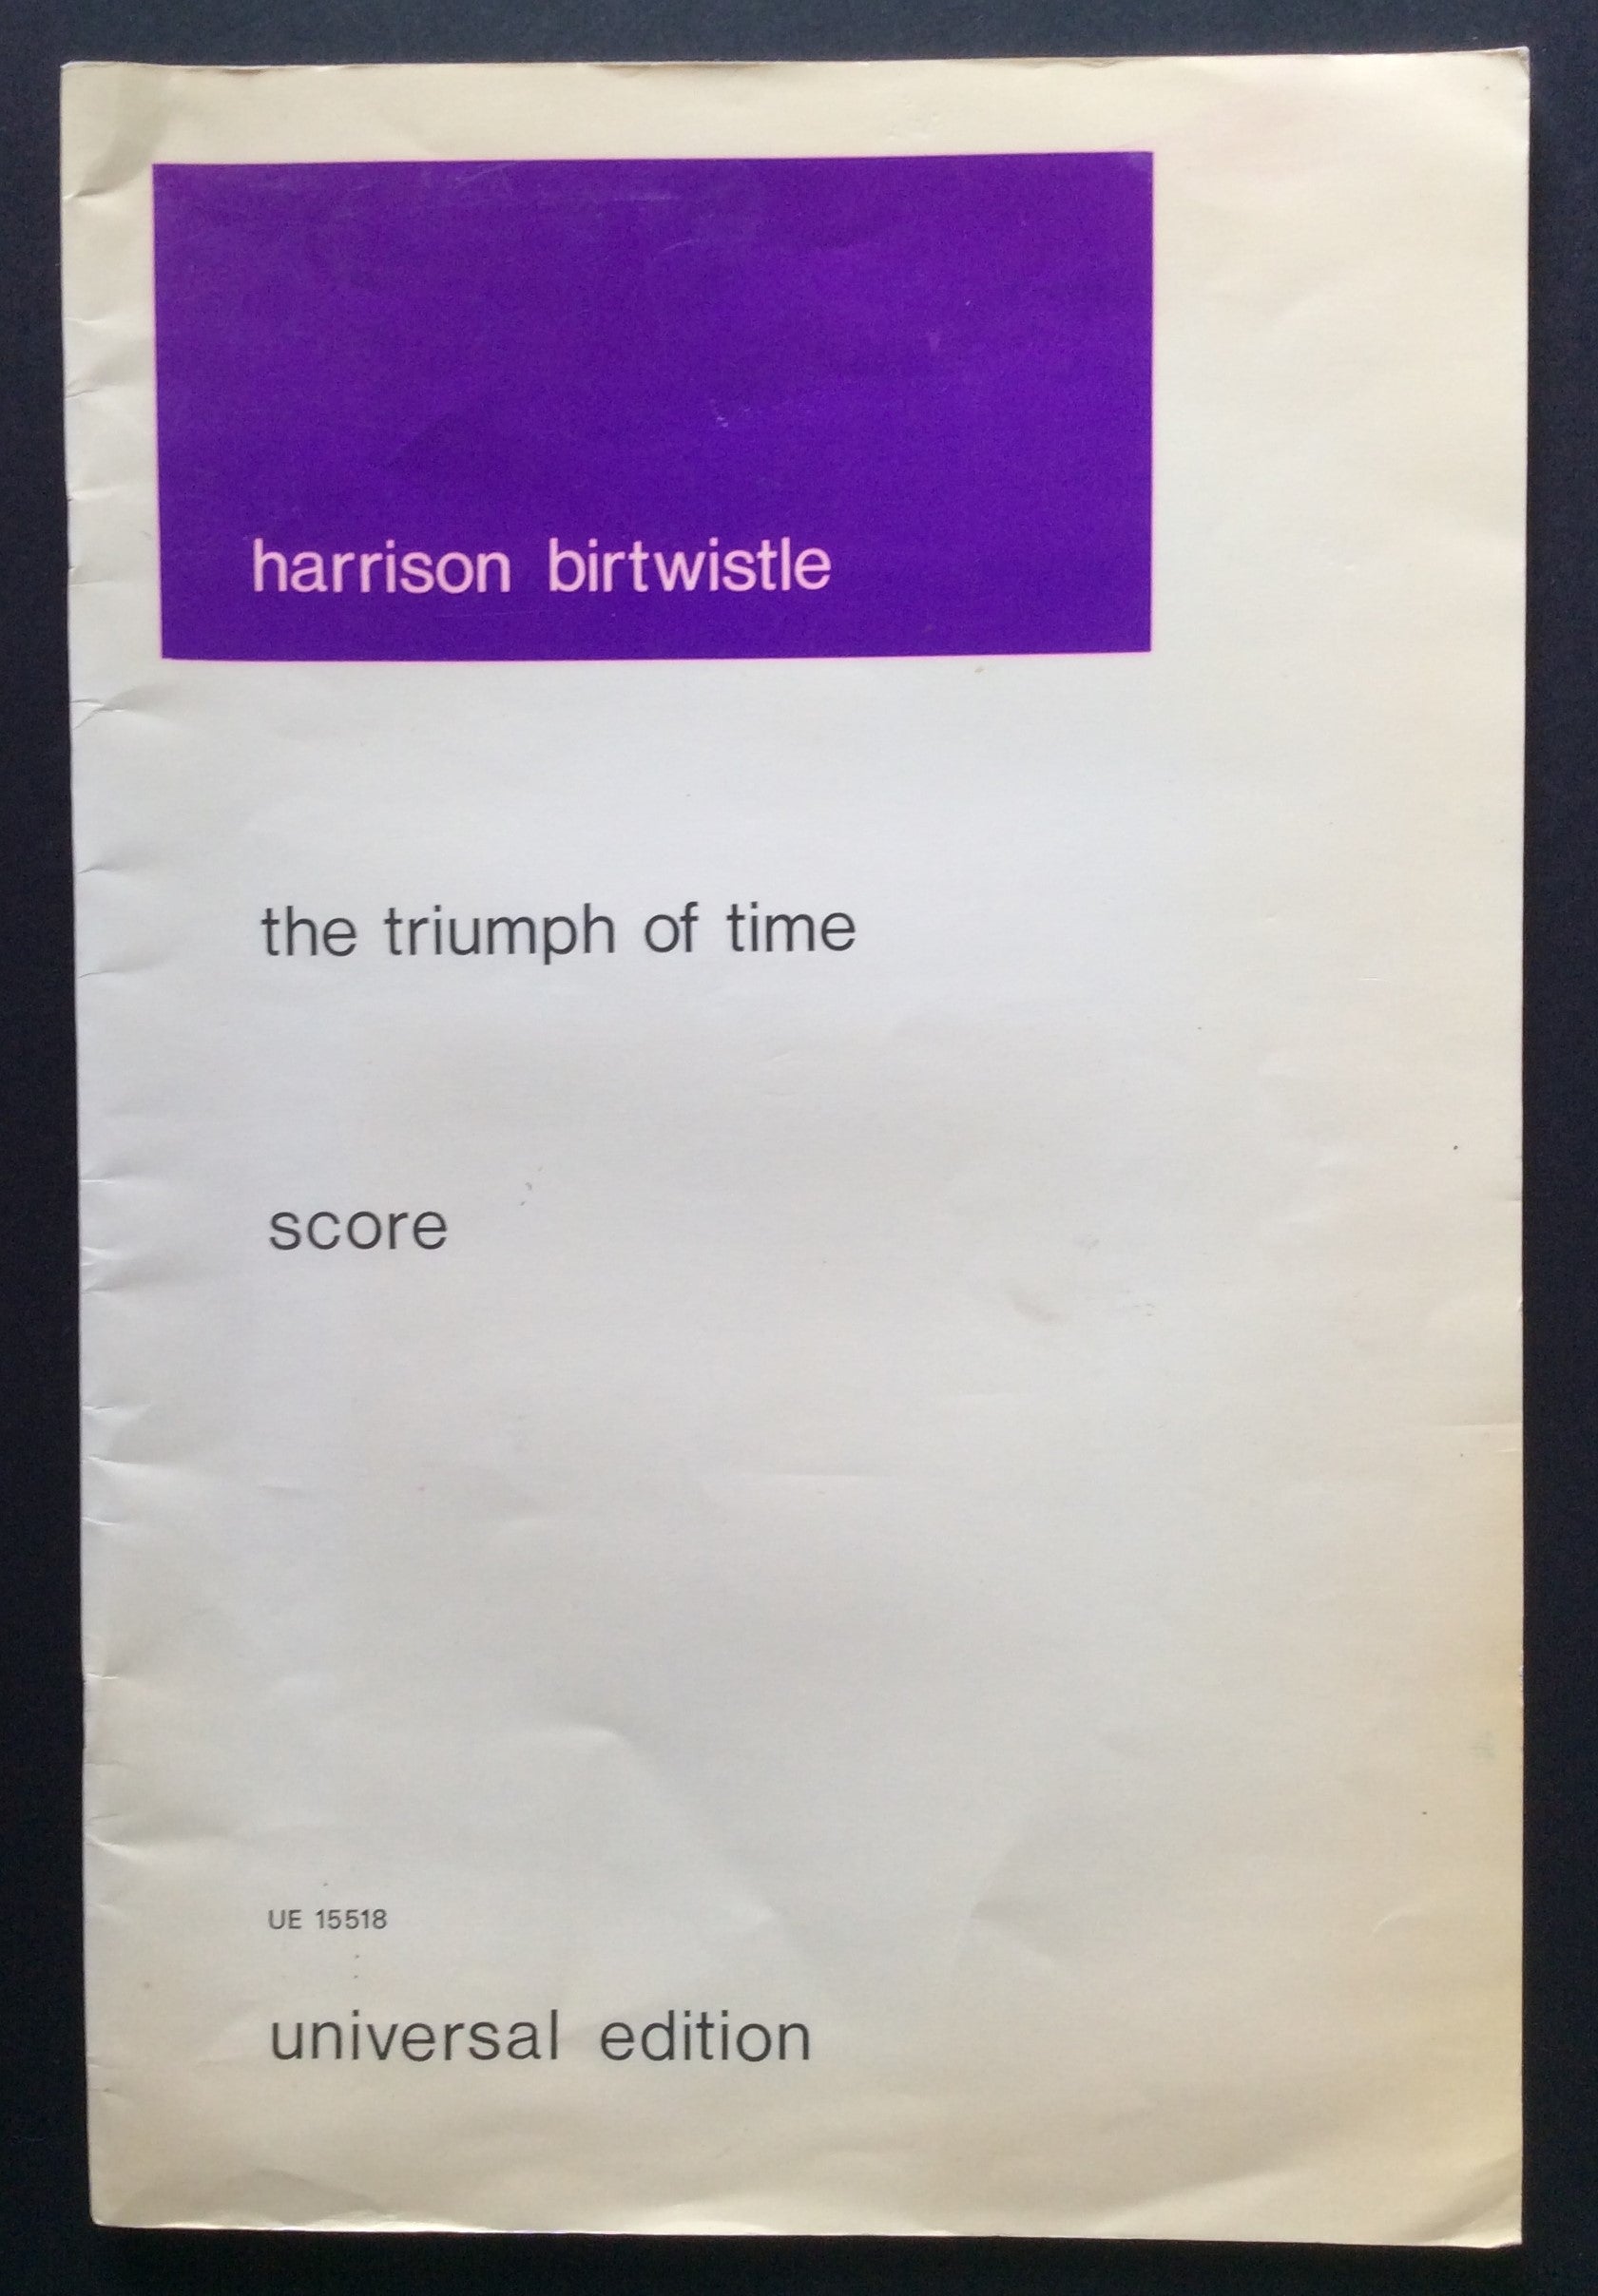 harrison birtwistle
the triumph of time
score
UE 15518
universal edition